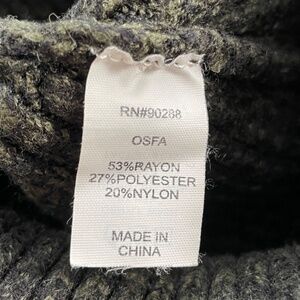 RN#90288
OSFA
53%RAYON
27%POLYESTER
20%NYLON
MADE IN
CHINA